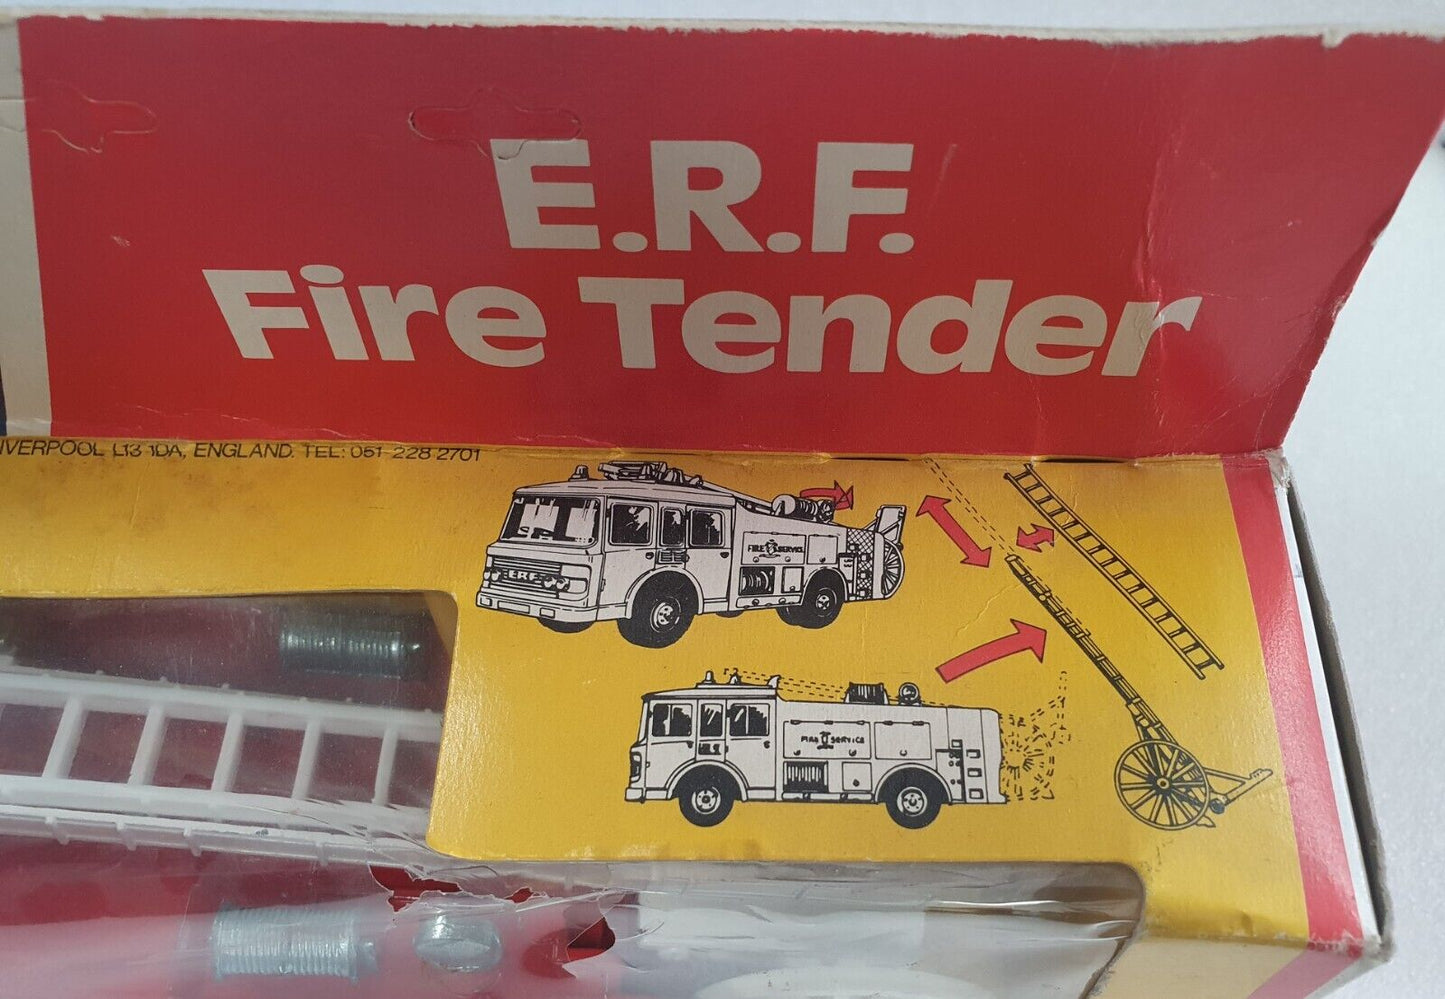 E.R.F.
Fire Tender
IVERPOOL L13 1DA, ENGLAND. TEL: 051 228 2701
FIRE SERVICE
E.R.F.
FIRE SERVICE